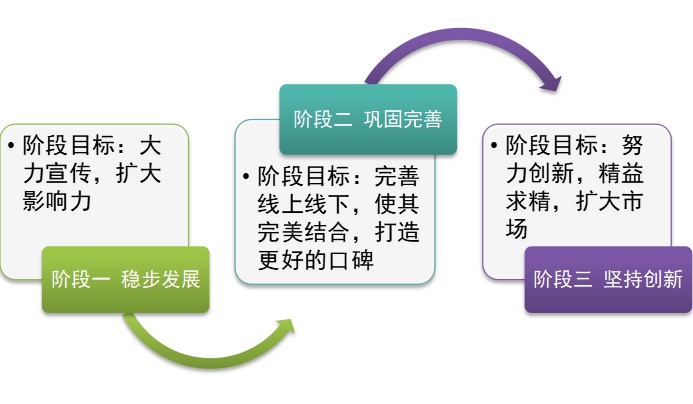 • 阶段目标：大
力宣传，扩大
影响力
阶段一 稳步发展
阶段二 巩固完善
• 阶段目标：完善
线上线下，使其
完美结合，打造
更好的口碑
• 阶段目标：努
力创新，精益
求精，扩大市
场
阶段三 坚持创新